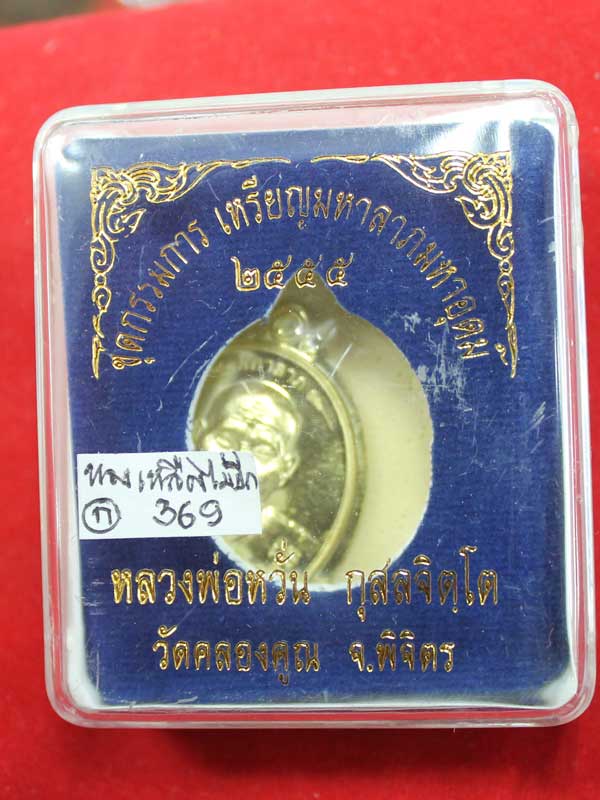 ชุดกรรมการ เหรียญมหาลาภมหาอุดม
๒๕๕๕
ทองเหลืองไม่ปีก
ก 369
หลวงพ่อหวั่น กุสลจิตฺโต
วัดคลองคูณ จ.พิจิตร